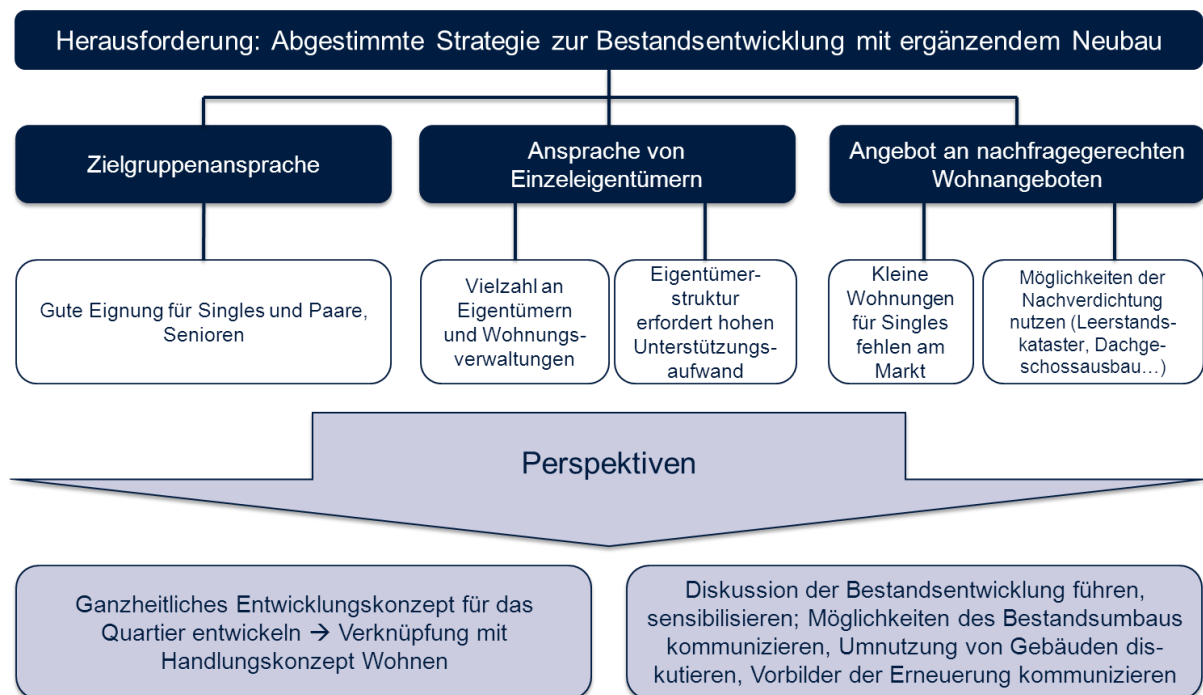 Herausforderung: Abgestimmte Strategie zur Bestandsentwicklung mit ergänzendem Neubau
Zielgruppenansprache
Ansprache von
Einzeleigentümern
Angebot an nachfragegerechten
Wohnangeboten
Gute Eignung für Singles und Paare,
Senioren
Vielzahl an
Eigentümern
und Wohnungs-
verwaltungen
Eigentümer-
struktur
erfordert hohen
Unterstützungs-
aufwand
Kleine
Wohnungen
für Singles
fehlen am
Markt
Möglichkeiten der
Nachverdichtung
nutzen (Leerstands-
kataster, Dachge-
schossausbau…)
Perspektiven
Ganzheitliches Entwicklungskonzept für das
Quartier entwickeln → Verknüpfung mit
Handlungskonzept Wohnen
Diskussion der Bestandsentwicklung führen,
sensibilisieren; Möglichkeiten des Bestandsumbaus
kommunizieren, Umnutzung von Gebäuden dis-
kutieren, Vorbilder der Erneuerung kommunizieren